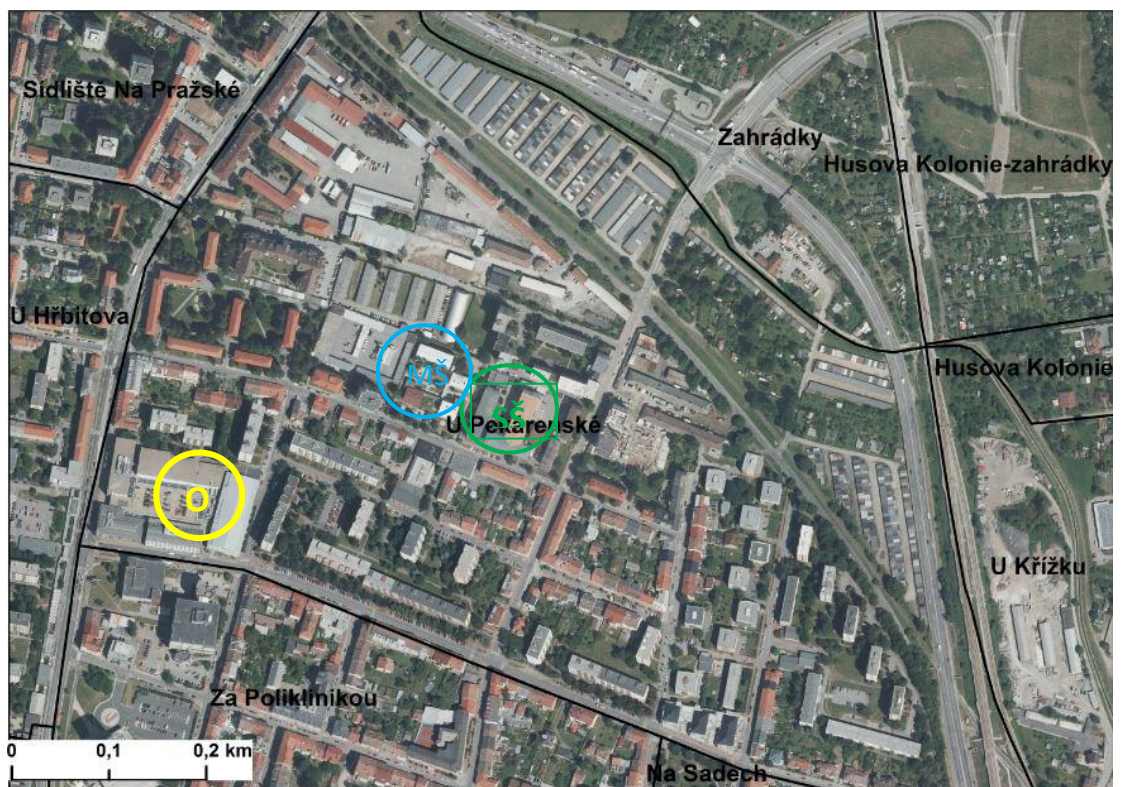 Sídliště Na Pražské
Zahrádky
Husova Kolonie-zahrádky
U Hřbitova
Husova Kolonie
MŠ
SŠ
U Pekárenské
O
U Křížku
Za Poliklinikou
0 0,1 0,2 km
Na Sadech